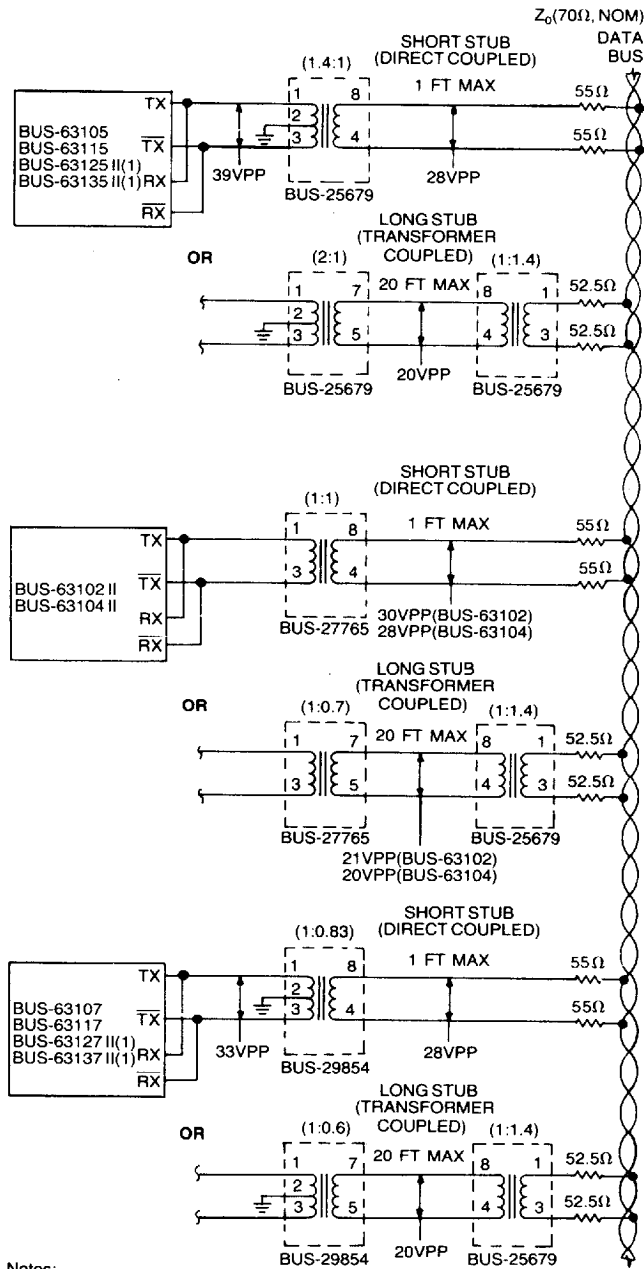 Z0(70Ω, NOM)
DATA
BUS
SHORT STUB
(DIRECT COUPLED)
(1.4:1)
1 FT MAX
55Ω
TX
1
8
BUS-63105
BUS-63115
BUS-63125 II(1)
BUS-63135 II(1)
2
TX
3
4
55Ω
RX
39VPP
28VPP
RX
BUS-25679
LONG STUB
(TRANSFORMER
COUPLED)
OR
(2:1)
20 FT MAX
(1:1.4)
52.5Ω
1
7
8
1
2
52.5Ω
3
5
4
3
20VPP
BUS-25679
BUS-25679
SHORT STUB
(DIRECT COUPLED)
(1:1)
1 FT MAX
55Ω
TX
1
8
55Ω
TX
3
4
BUS-63102 II
BUS-63104 II
RX
30VPP(BUS-63102)
28VPP(BUS-63104)
RX
BUS-27765
LONG STUB
(TRANSFORMER
COUPLED)
OR
(1:0.7)
20 FT MAX
(1:1.4)
52.5Ω
1
7
8
1
52.5Ω
3
5
4
3
BUS-27765
BUS-25679
21VPP(BUS-63102)
20VPP(BUS-63104)
SHORT STUB
(DIRECT COUPLED)
(1:0.83)
1 FT MAX
55Ω
TX
1
8
BUS-63107
BUS-63117
BUS-63127 II(1)
BUS-63137 II(1)
2
TX
3
4
55Ω
RX
33VPP
28VPP
RX
BUS-29854
LONG STUB
(TRANSFORMER
COUPLED)
OR
(1:0.6)
20 FT MAX
(1:1.4)
52.5Ω
1
7
8
1
2
52.5Ω
3
5
4
3
20VPP
BUS-29854
BUS-25679
Notes: